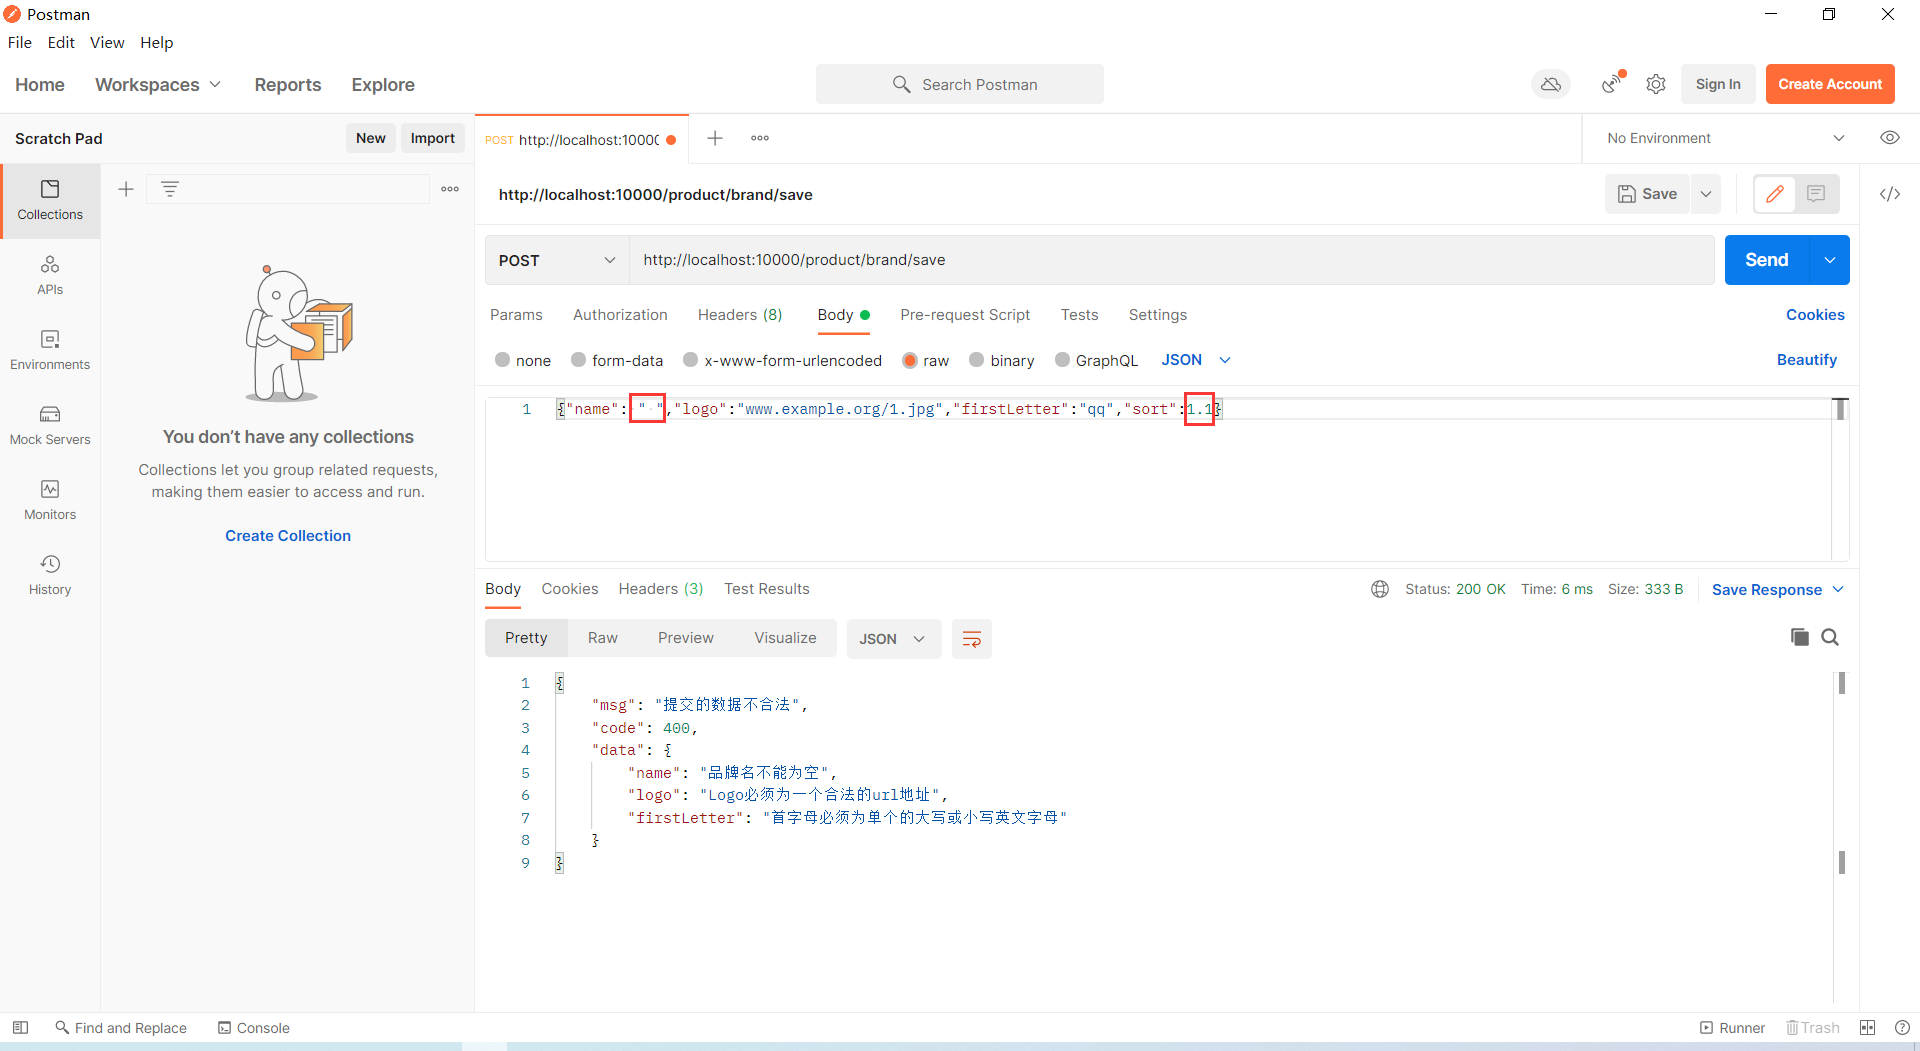 Postman
File Edit View Help
Home Workspaces Reports Explore Search Postman Sign In Create Account
Scratch Pad New Import POST http://localhost:1000( No Environment
http://localhost:10000/product/brand/save Save
Collections
POST http://localhost:10000/product/brand/save Send
APIs
Params Authorization Headers (8) Body Pre-request Script Tests Settings Cookies
Environments
none form-data x-www-form-urlencoded raw binary GraphQL JSON Beautify
1 {"name": " ","logo":"www.example.org/1.jpg","firstLetter":"qq","sort":1.1}
Mock Servers
You don't have any collections
Collections let you group related requests,
making them easier to access and run.
Monitors
Create Collection
History
Body Cookies Headers (3) Test Results Status: 200 OK Time: 6 ms Size: 333 B Save Response
Pretty Raw Preview Visualize JSON
1 {
2 "msg": "提交的数据不合法",
3 "code": 400,
4 "data": {
5 "name": "品牌名不能为空",
6 "logo": "Logo必须为一个合法的url地址",
7 "firstLetter": "首字母必须为单个的大写或小写英文字母"
8 }
9 }
Find and Replace Console Runner Trash